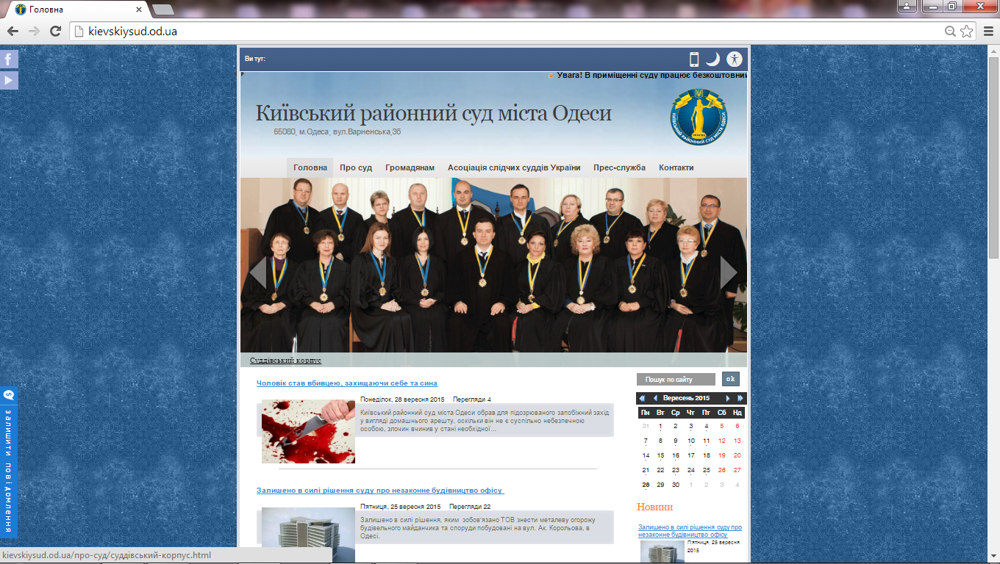 Головна
kievskiysud.od.ua
Ви тут:
Увага! В приміщенні суду працює безкоштовний
Київський районний суд міста Одеси
65080, м.Одеса, вул.Варненська,3б
КИЇВСЬКИЙ РАЙОННИЙ СУД МІСТА ОДЕСИ
УКРАЇНА
Головна Про суд Громадянам Асоціація слідчих суддів України Прес-служба Контакти
Суддівський корпус
Чоловік став вбивцею, захищаючи себе та сина
Понеділок, 28 вересня 2015 Перегляди 4
Київський районний суд міста Одеси обрав для підозрюваного запобіжний захід
у вигляді домашнього арешту, оскільки він не є суспільно небезпечною
особою, злочин вчинив у стані необхідної...
Залишено в силі рішення суду про незаконне будівництво офісу
П'ятниця, 25 вересня 2015 Перегляди 22
Залишено в силі рішення, яким зобов'язано ТОВ знести металеву огорожу
будівельного майданчика та споруди побудовані на вул. Ак. Корольова, в
Одесі.
Пошук по сайту ok
Вересень 2015
Пн Вт Ср Чт Пт Сб Нд
31 1 2 3 4 5 6
7 8 9 10 11 12 13
14 15 16 17 18 19 20
21 22 23 24 25 26 27
28 29 30 1 2 3 4
Новини
Залишено в силі рішення суду про
незаконне будівництво офісу
П'ятниця, 25 вересня
2015
залишити повідомлення
kievskiysud.od.ua/про-суд/суддівський-корпус.html